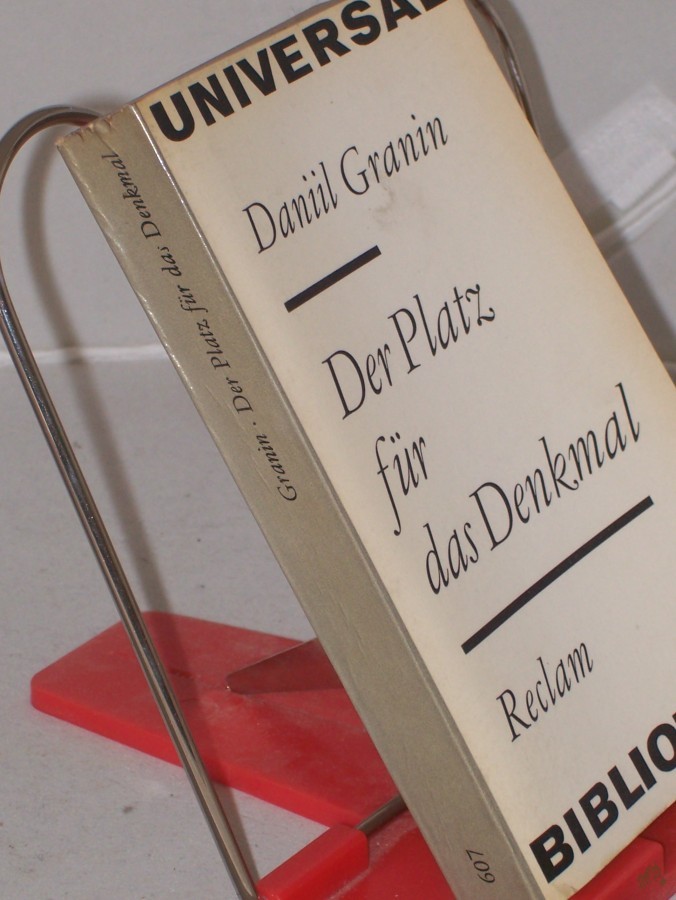 UNIVERSAL
Daniil Granin
Der Platz
für
das Denkmal
Reclam
BIBLIO
Granin · Der Platz für das Denkmal
607